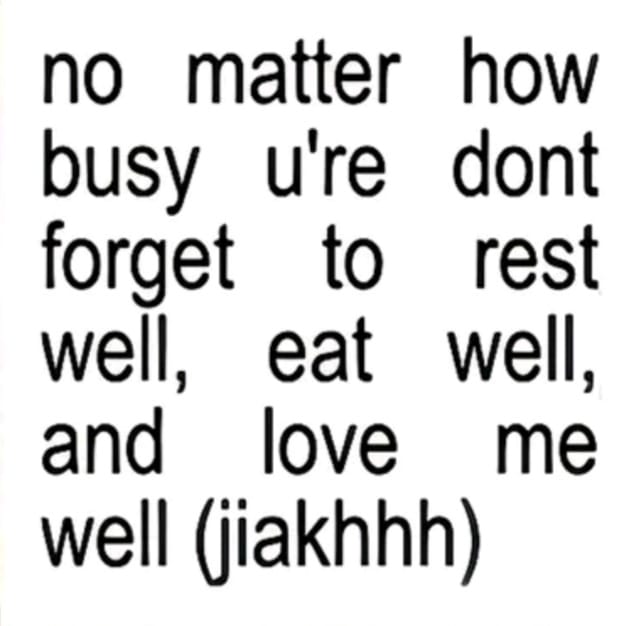 no matter how
busy u're dont
forget to rest
well, eat well,
and love me
well (jiakhhh)